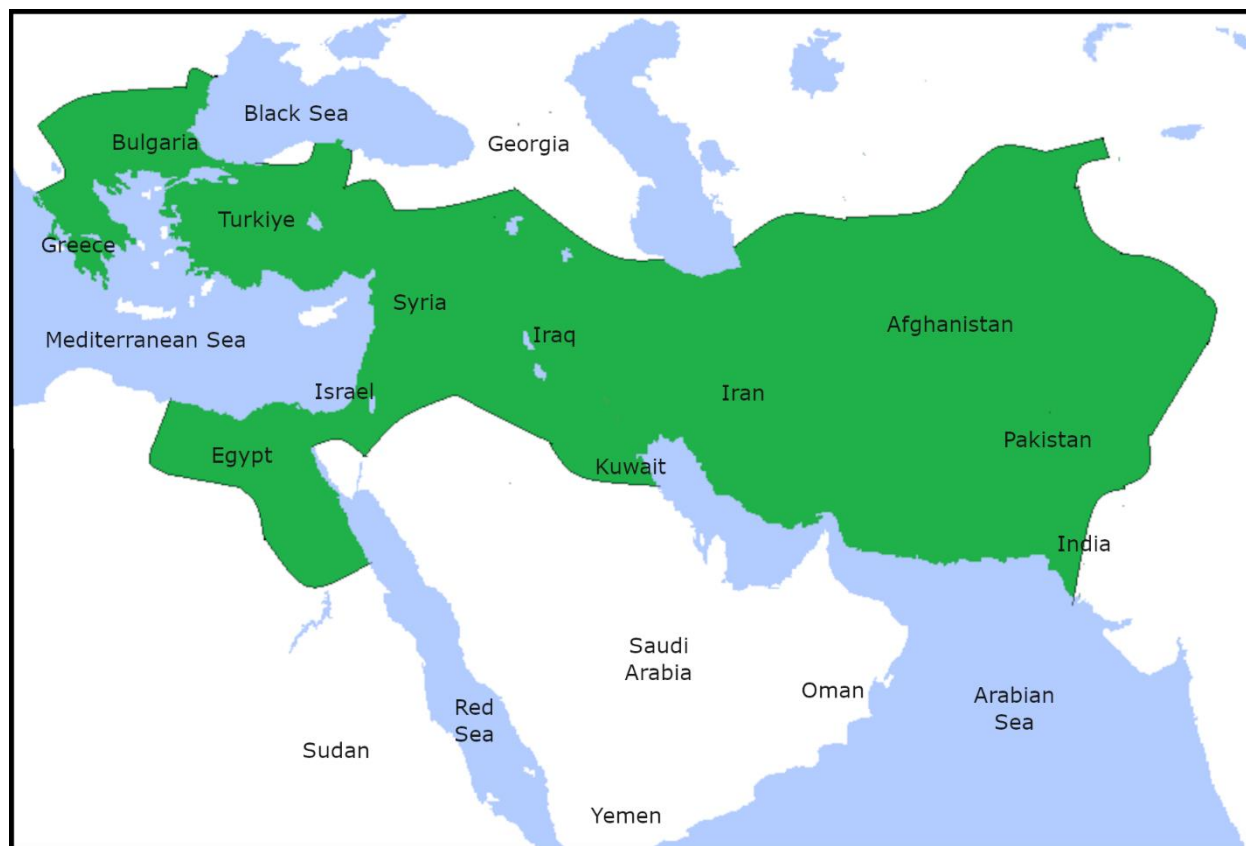 Black Sea
Bulgaria
Georgia
Turkiye
Greece
Syria
Afghanistan
Mediterranean Sea
Iraq
Israel
Iran
Pakistan
Egypt
Kuwait
India
Saudi
Arabia
Oman
Arabian
Sea
Red
Sea
Sudan
Yemen